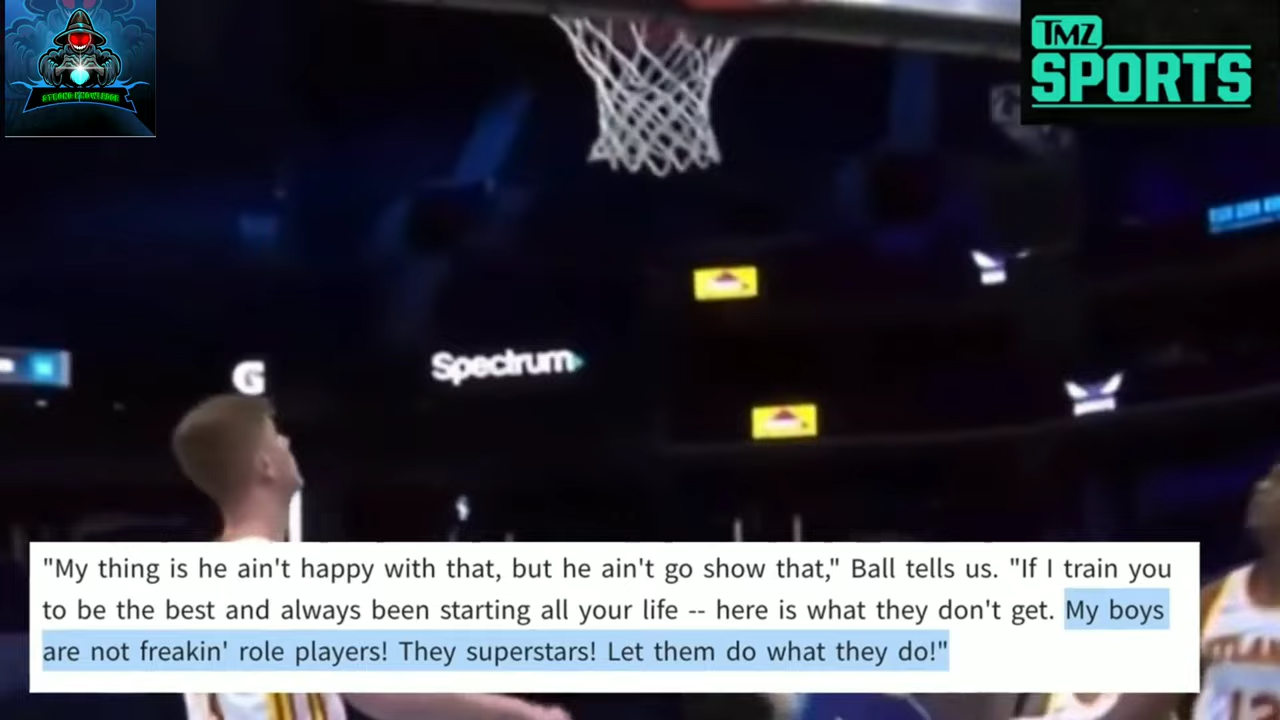 STRONG KNOWLEDGE
TMZ
SPORTS
G
Spectrum
"My thing is he ain't happy with that, but he ain't go show that," Ball tells us. "If I train you
to be the best and always been starting all your life -- here is what they don't get. My boys
are not freakin' role players! They superstars! Let them do what they do!"